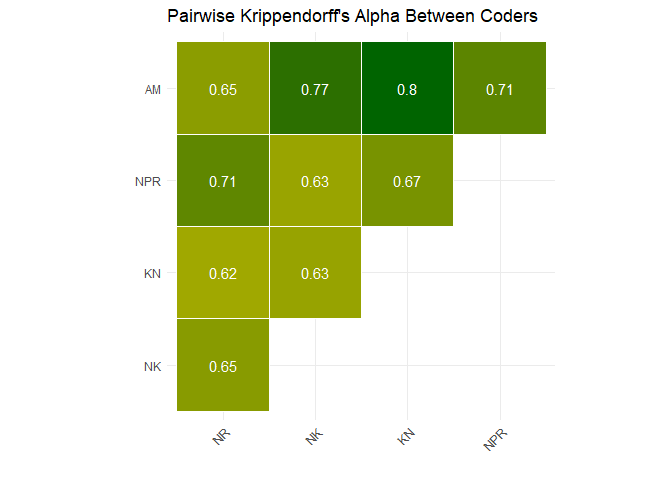 Pairwise Krippendorff's Alpha Between Coders
AM 0.65 0.77 0.8 0.71
NPR 0.71 0.63 0.67
KN 0.62 0.63
NK 0.65
NR NK KN NPR